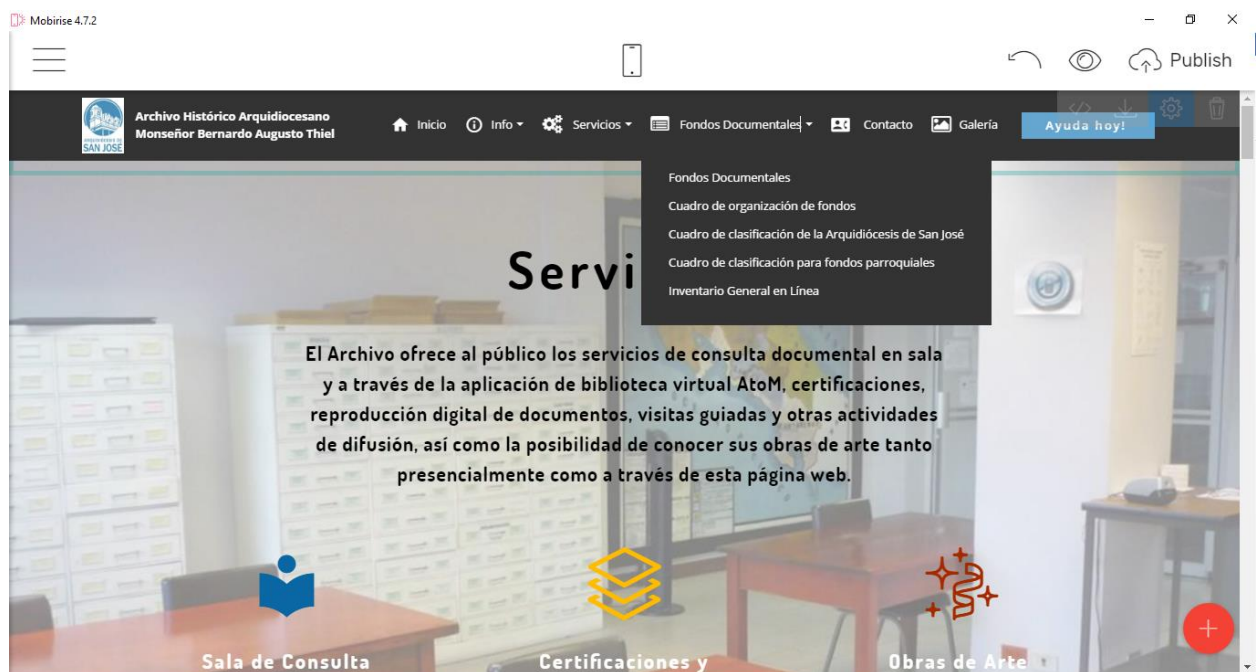 Mobirise 4.7.2
Publish
Archivo Histórico Arquidiocesano
Monseñor Bernardo Augusto Thiel
SAN JOSÉ
Inicio
Info
Servicios
Fondos Documentales
Contacto
Galería
Ayuda hoy!
Fondos Documentales
Cuadro de organización de fondos
Cuadro de clasificación de la Arquidiócesis de San José
Cuadro de clasificación para fondos parroquiales
Inventario General en Línea
Servi
El Archivo ofrece al público los servicios de consulta documental en sala
y a través de la aplicación de biblioteca virtual AtoM, certificaciones,
reproducción digital de documentos, visitas guiadas y otras actividades
de difusión, así como la posibilidad de conocer sus obras de arte tanto
presencialmente como a través de esta página web.
Sala de Consulta
Certificaciones y
Obras de Arte